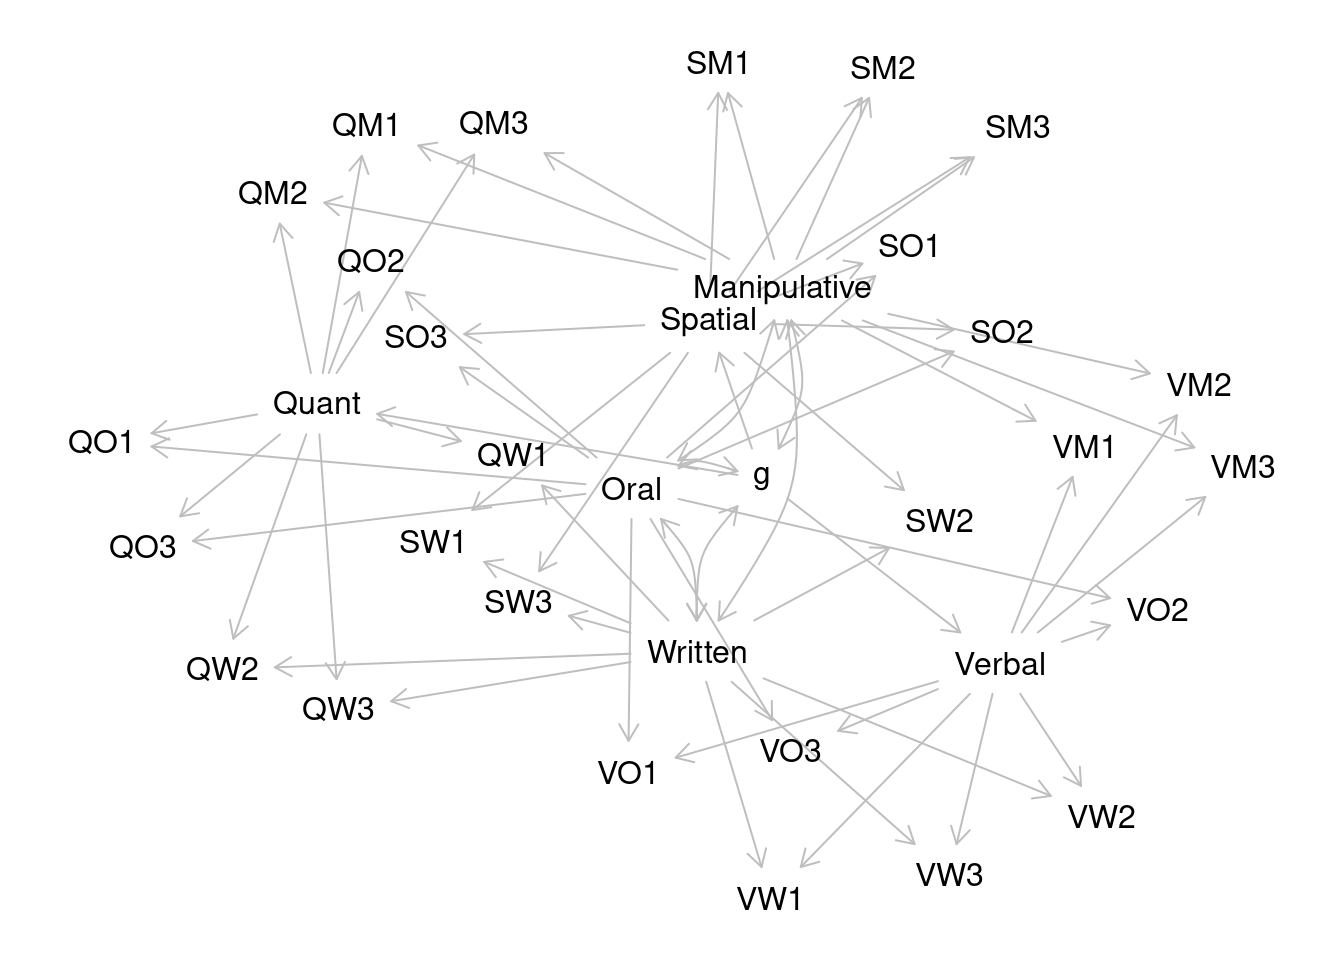 SM1
SM2
QM1
QM3
SM3
QM2
SO1
QO2
Manipulative
Spatial
SO3
SO2
VM2
Quant
QO1
QW1
VM1
VM3
g
Oral
SW2
SW1
QO3
SW3
VO2
Written
Verbal
QW2
QW3
VO3
VO1
VW2
VW3
VW1